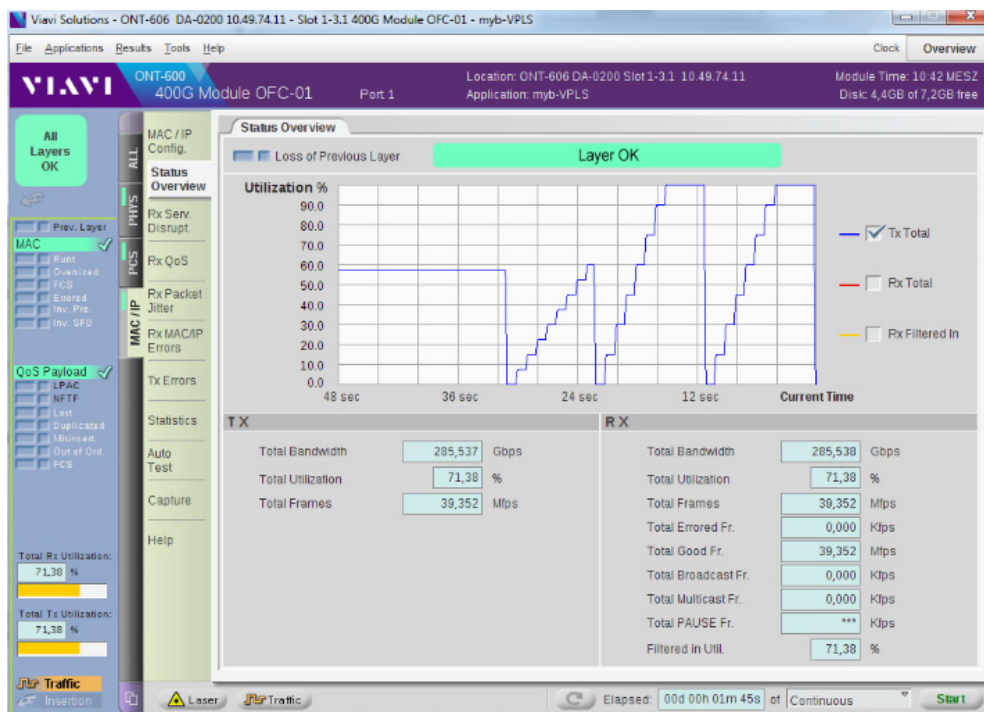 Viavi Solutions - ONT-606 DA-0200 10.49.74.11 - Slot 1-3.1 400G Module OFC-01 - myb-VPLS
File Applications Results Tools Help Clock Overview
VIAVI
ONT-600
400G Module OFC-01 Port 1
Location: ONT-606 DA-0200 Slot 1-3.1 10.49.74.11
Application: myb-VPLS
Module Time: 10:42 MESZ
Disk: 4,4GB of 7,2GB free
All
Layers
OK
Prev. Layer
MAC
Runt
Oversized
FCS
Errored
Inv. Pre.
Inv. SFD
QoS Payload
LPAC
NFTF
Lost
Duplicated
Misinsert.
Out of Ord.
FCS
Total Rx Utilization:
71,38 %
Total Tx Utilization:
71,38 %
Traffic
Insertion
ALL
PHYS
PCS
MAC / IP
MAC / IP
Config.
Status
Overview
Rx Serv.
Disrupt.
Rx QoS
Rx Packet
Jitter
Rx MAC/IP
Errors
Tx Errors
Statistics
Auto
Test
Capture
Help
Status Overview
Loss of Previous Layer
Layer OK
Utilization %
90.0
80.0
70.0
60.0
50.0
40.0
30.0
20.0
10.0
0.0
48 sec 36 sec 24 sec 12 sec Current Time
Tx Total
Rx Total
Rx Filtered In
TX
Total Bandwidth 285,537 Gbps
Total Utilization 71,38 %
Total Frames 39,352 Mfps
RX
Total Bandwidth 285,538 Gbps
Total Utilization 71,38 %
Total Frames 39,352 Mfps
Total Errored Fr. 0,000 Kfps
Total Good Fr. 39,352 Mfps
Total Broadcast Fr. 0,000 Kfps
Total Multicast Fr. 0,000 Kfps
Total PAUSE Fr. *** Kfps
Filtered in Util. 71,38 %
Laser Traffic Elapsed: 00d 00h 01m 45s of Continuous Start